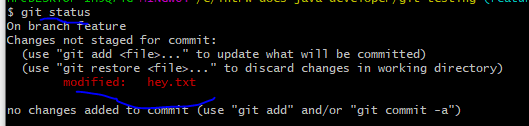 $ git status
On branch feature
Changes not staged for commit:
  (use "git add <file>..." to update what will be committed)
  (use "git restore <file>..." to discard changes in working directory)
        modified:   hey.txt

no changes added to commit (use "git add" and/or "git commit -a")